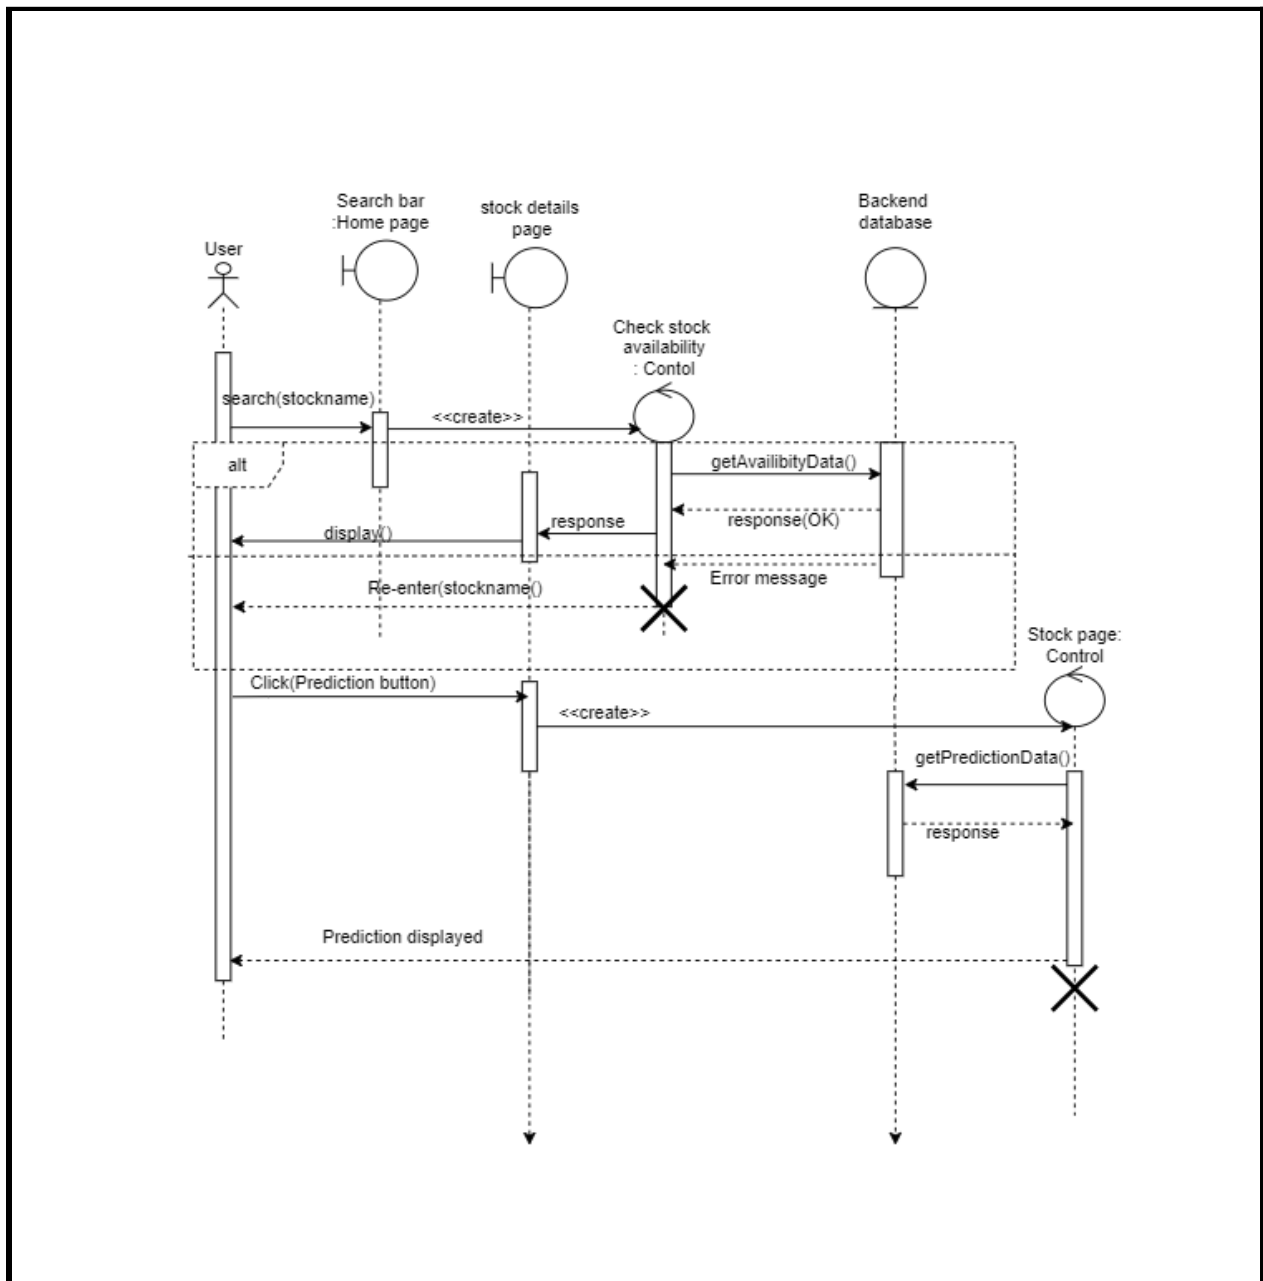 Search bar
:Home page
stock details
page
Backend
database
User
Check stock
availability
: Contol
search(stockname)
<<create>>
alt
getAvailibityData()
response(OK)
response
display()
Error message
Re-enter(stockname()
Stock page:
Control
Click(Prediction button)
<<create>>
getPredictionData()
response
Prediction displayed